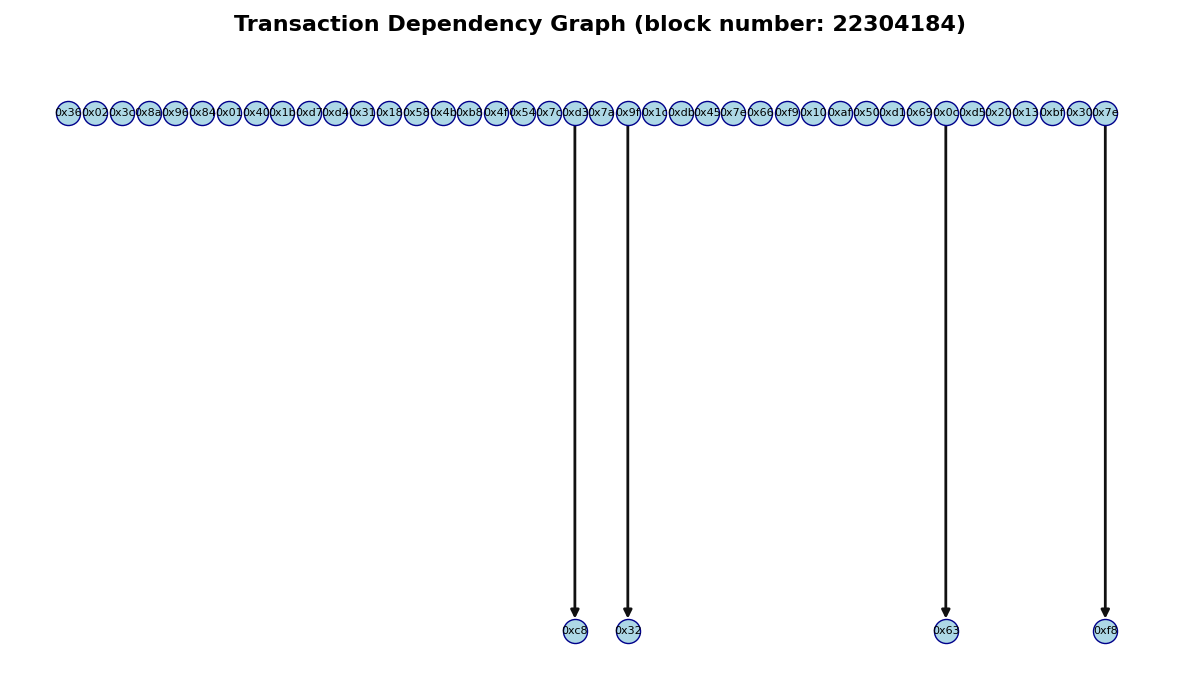 Transaction Dependency Graph (block number: 22304184)
0x36 0x02 0x3c 0x8a 0x96 0x84 0x01 0x40 0x1b 0xd7 0xd4 0x31 0x18 0x58 0x4b 0xb8 0x4f 0x54 0x7c 0xd3 0x7a 0x9f 0x1c 0xdb 0x45 0x7e 0x66 0xf9 0x10 0xaf 0x50 0xd1 0x69 0x0c 0xd5 0x20 0x13 0xbf 0x30 0x7e
0xc8 0x32 0x63 0xf8